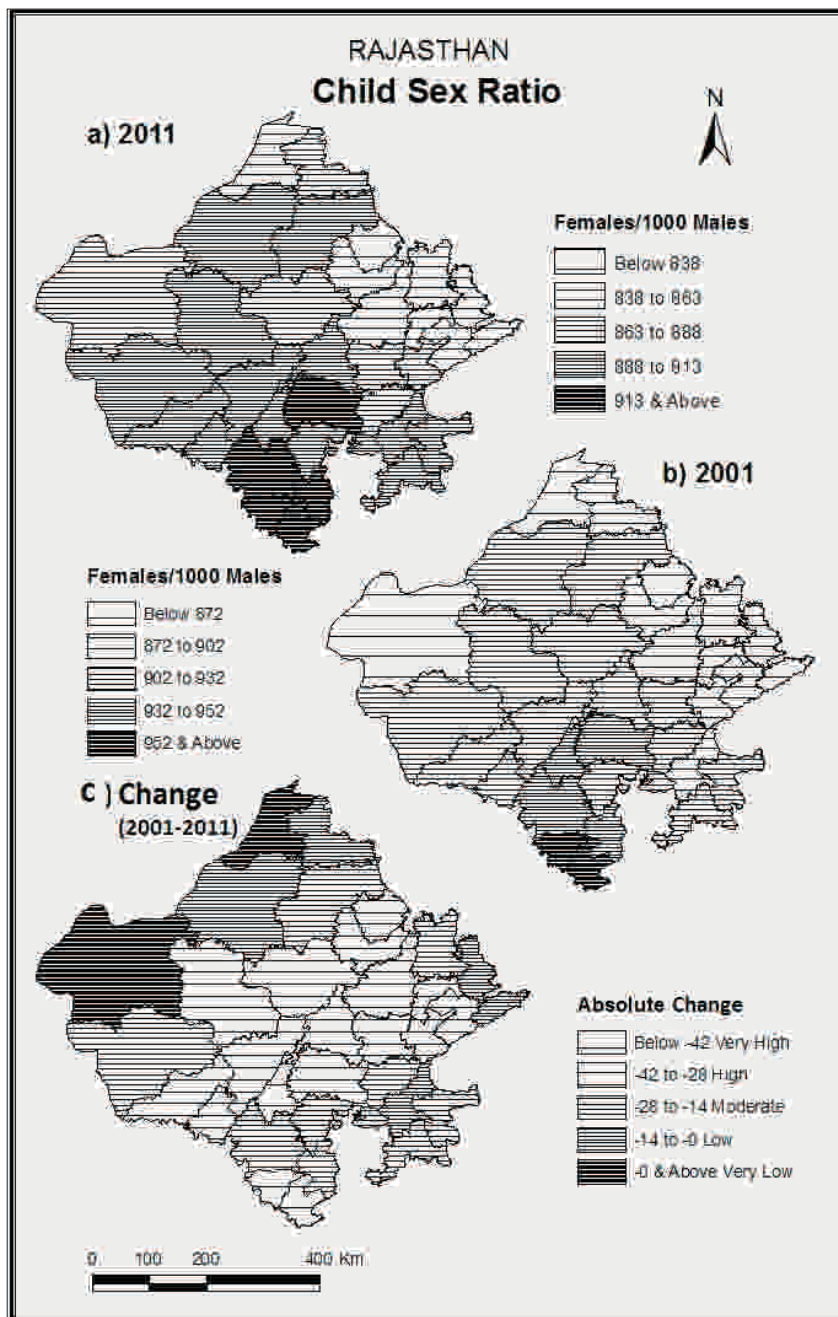 RAJASTHAN
Child Sex Ratio
N
a) 2011
Females/1000 Males
Below 838
838 to 863
863 to 888
888 to 913
913 & Above
b) 2001
Females/1000 Males
Below 872
872 to 902
902 to 932
932 to 952
952 & Above
c ) Change
(2001-2011)
Absolute Change
Below -42 Very High
-42 to -28 High
-28 to -14 Moderate
-14 to -0 Low
-0 & Above Very Low
0 100 200 400 Km